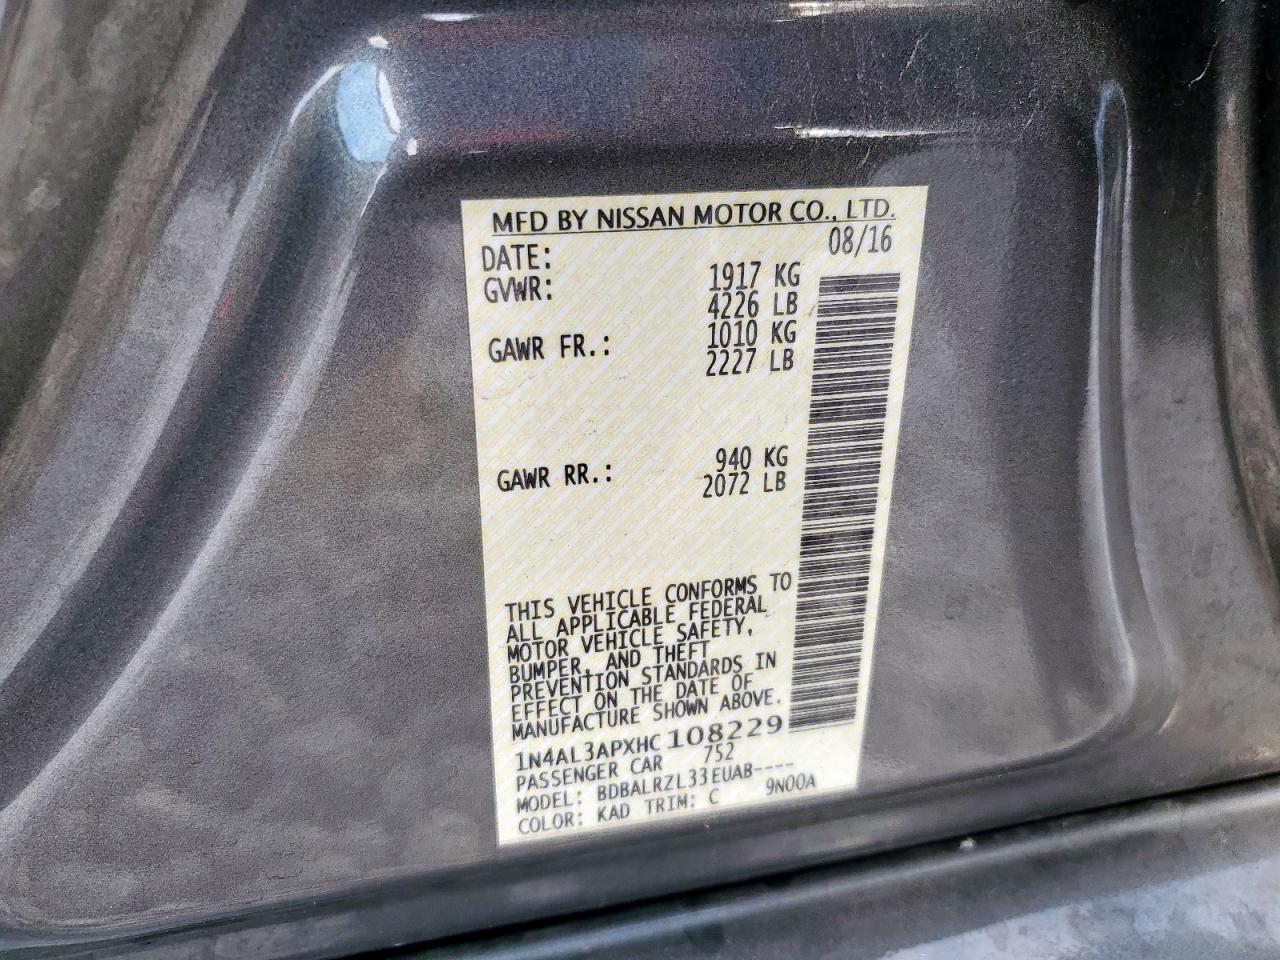 MFD BY NISSAN MOTOR CO., LTD.
DATE: 08/16
GVWR: 1917 KG
4226 LB
GAWR FR.: 1010 KG
2227 LB
GAWR RR.: 940 KG
2072 LB
THIS VEHICLE CONFORMS TO
ALL APPLICABLE FEDERAL
MOTOR VEHICLE SAFETY,
BUMPER, AND THEFT
PREVENTION STANDARDS IN
EFFECT ON THE DATE OF
MANUFACTURE SHOWN ABOVE.
1N4AL3APXHC108229
PASSENGER CAR 752
MODEL: BDBALRZL33EUAB----
COLOR: KAD TRIM: C 9N00A